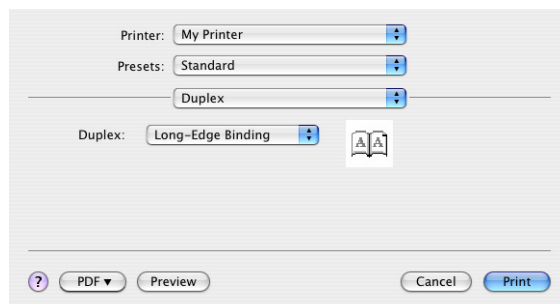 Printer: My Printer
Presets: Standard
Duplex
Duplex: Long-Edge Binding
A A
? PDF▼ Preview Cancel Print